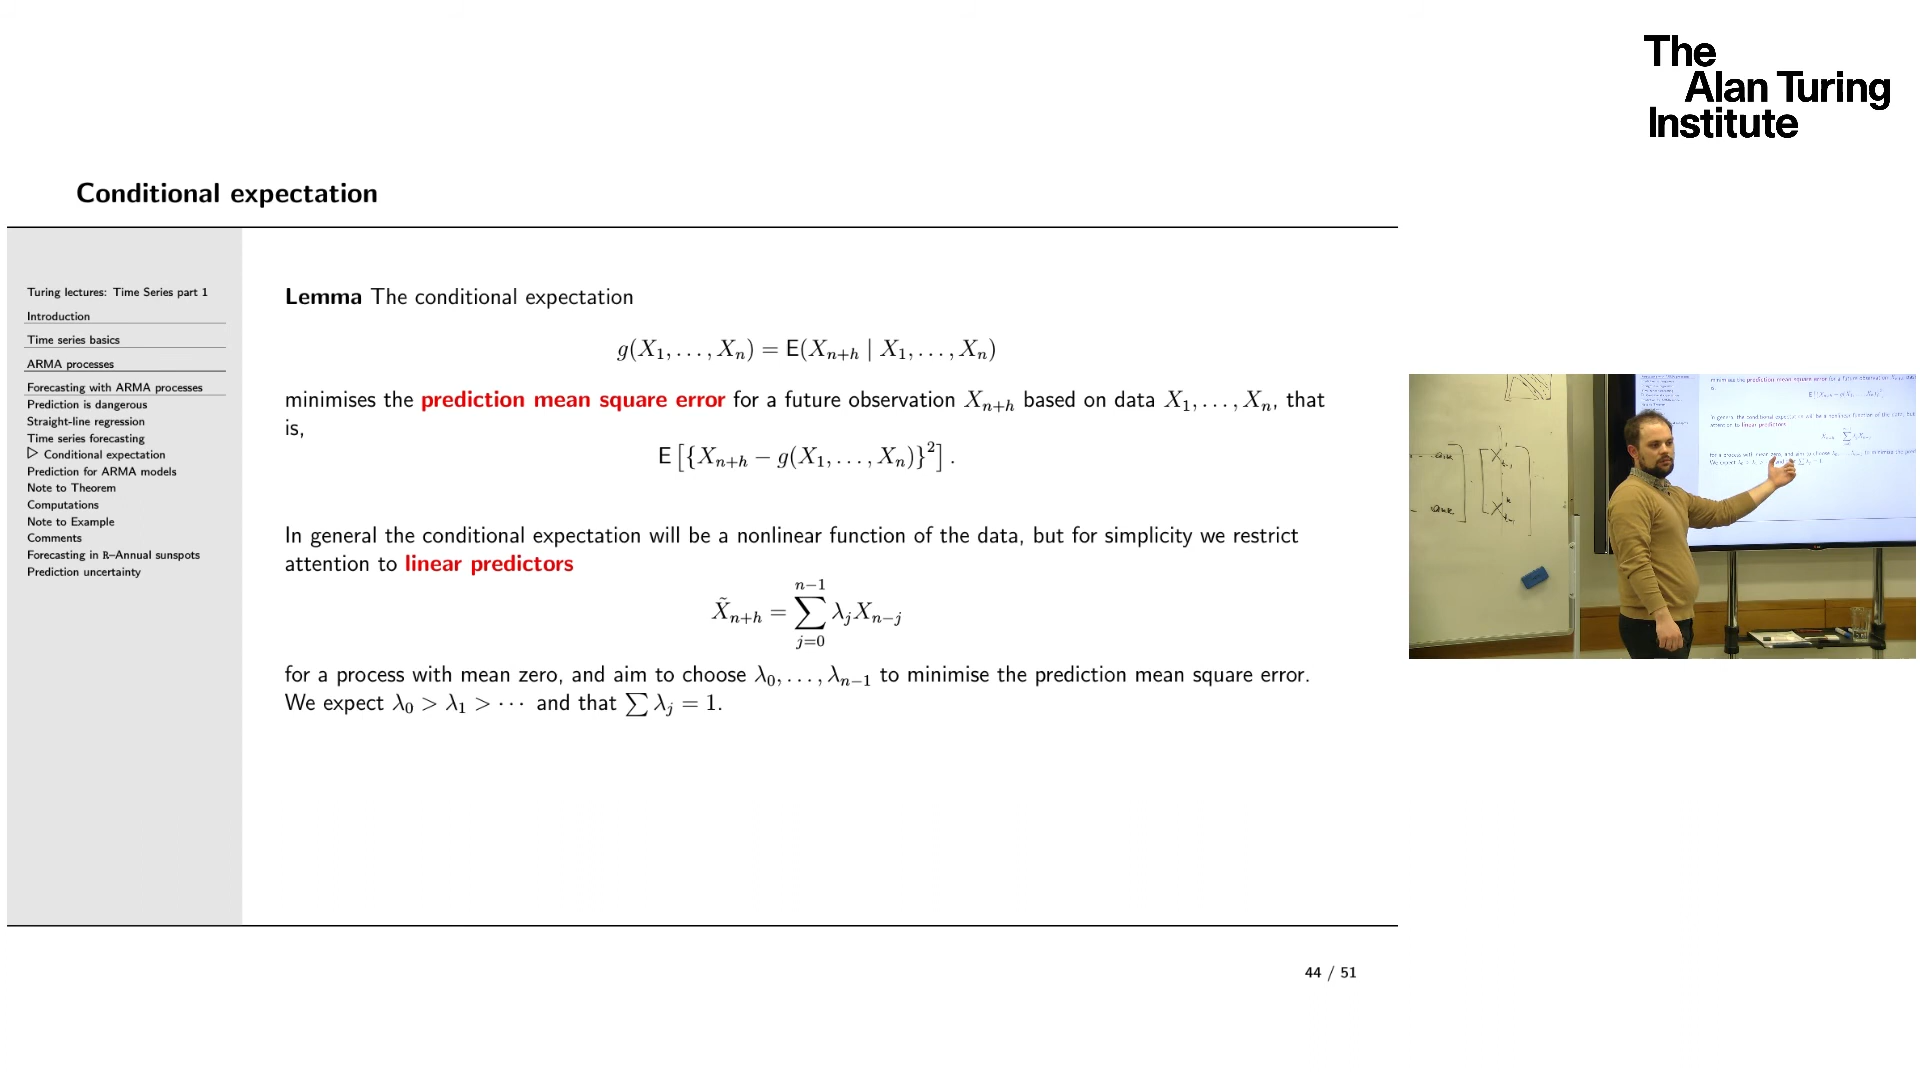 The
Alan Turing
Institute
Conditional expectation
Turing lectures: Time Series part 1
Introduction
Time series basics
ARMA processes
Forecasting with ARMA processes
Prediction is dangerous
Straight-line regression
Time series forecasting
▷ Conditional expectation
Prediction for ARMA models
Note to Theorem
Computations
Note to Example
Comments
Forecasting in R–Annual sunspots
Prediction uncertainty
Lemma The conditional expectation
g(X₁, . . . , Xₙ) = E(Xₙ₊ₕ | X₁, . . . , Xₙ)
minimises the prediction mean square error for a future observation Xₙ₊ₕ based on data X₁, . . . , Xₙ, that
is,
E [{Xₙ₊ₕ − g(X₁, . . . , Xₙ)}²] .
In general the conditional expectation will be a nonlinear function of the data, but for simplicity we restrict
attention to linear predictors
X̃ₙ₊ₕ = ∑_{j=0}^{n−1} λⱼXₙ₋ⱼ
for a process with mean zero, and aim to choose λ₀, . . . , λₙ₋₁ to minimise the prediction mean square error.
We expect λ₀ > λ₁ > · · · and that ∑ λⱼ = 1.
44 / 51